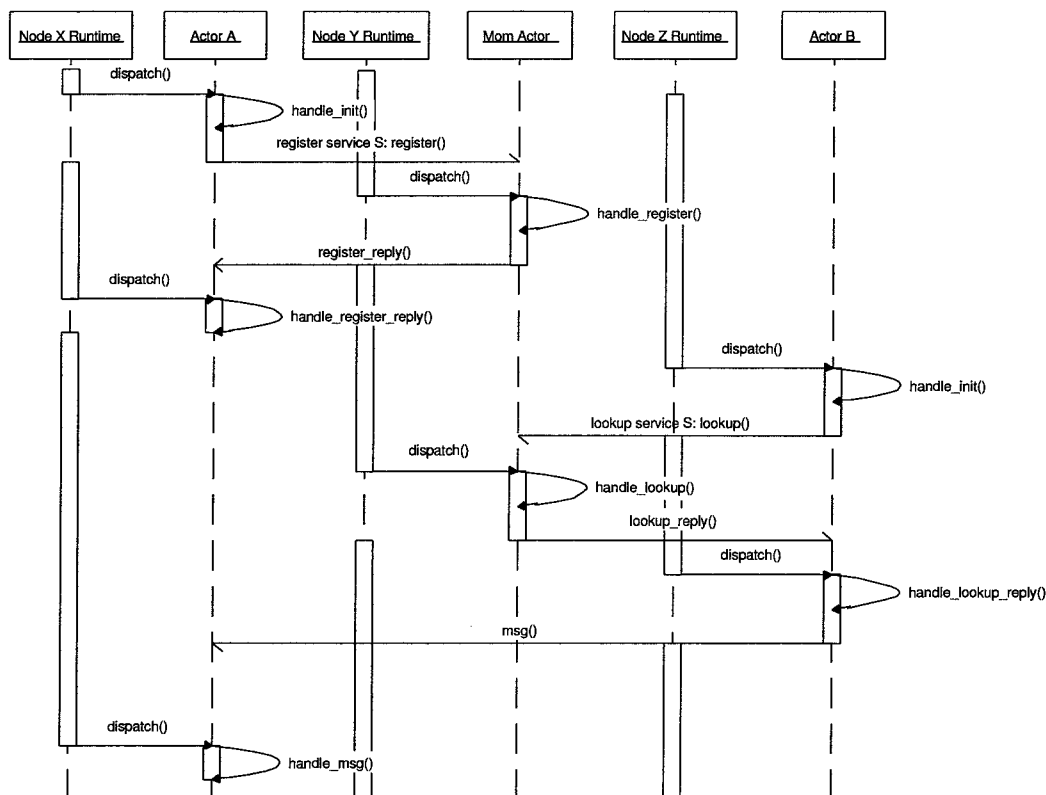 Node X Runtime
Actor A
Node Y Runtime
Mom Actor
Node Z Runtime
Actor B
dispatch()
handle_init()
register service S: register()
dispatch()
handle_register()
register_reply()
dispatch()
handle_register_reply()
dispatch()
handle_init()
lookup service S: lookup()
dispatch()
handle_lookup()
lookup_reply()
dispatch()
handle_lookup_reply()
msg()
dispatch()
handle_msg()